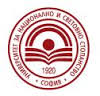 УНИВЕРСИТЕТ ЗА НАЦИОНАЛНО И СВЕТОВНО СТОПАНСТВО
1920
СОФИЯ